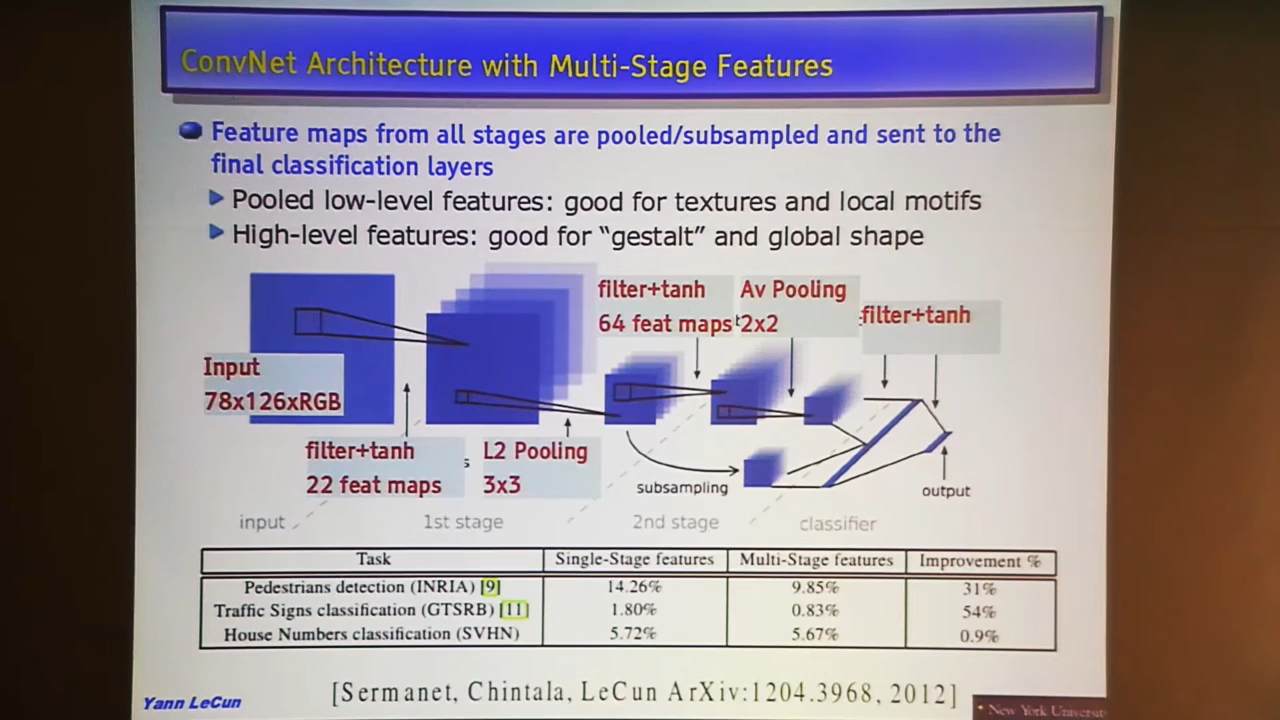 ConvNet Architecture with Multi-Stage Features
Feature maps from all stages are pooled/subsampled and sent to the
final classification layers
Pooled low-level features: good for textures and local motifs
High-level features: good for “gestalt” and global shape
filter+tanh
64 feat maps
Av Pooling
2x2
filter+tanh
Input
78x126xRGB
filter+tanh
22 feat maps
s
L2 Pooling
3x3
subsampling
output
input
1st stage
2nd stage
classifier
Task Single-Stage features Multi-Stage features Improvement %
Pedestrians detection (INRIA) [9] 14.26% 9.85% 31%
Traffic Signs classification (GTSRB) [11] 1.80% 0.83% 54%
House Numbers classification (SVHN) 5.72% 5.67% 0.9%
[Sermanet, Chintala, LeCun ArXiv:1204.3968, 2012]
Yann LeCun
New York Universit